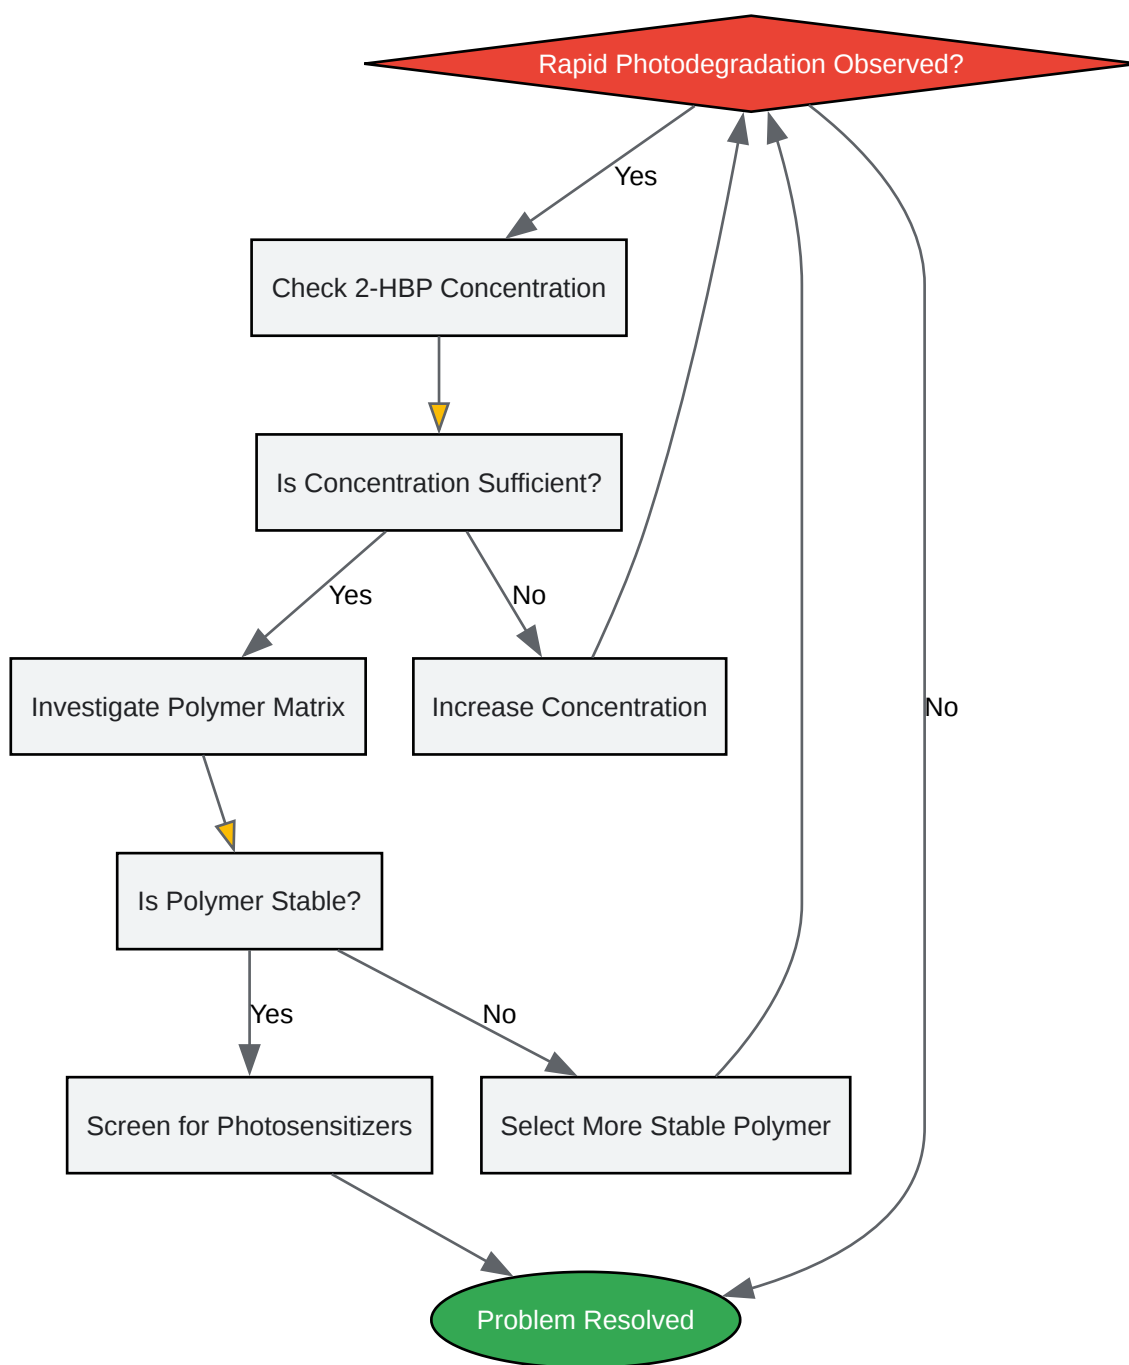 Rapid Photodegradation Observed?
Yes
Check 2-HBP Concentration
Is Concentration Sufficient?
Yes
No
Investigate Polymer Matrix
Increase Concentration
No
Is Polymer Stable?
Yes
No
Screen for Photosensitizers
Select More Stable Polymer
Problem Resolved